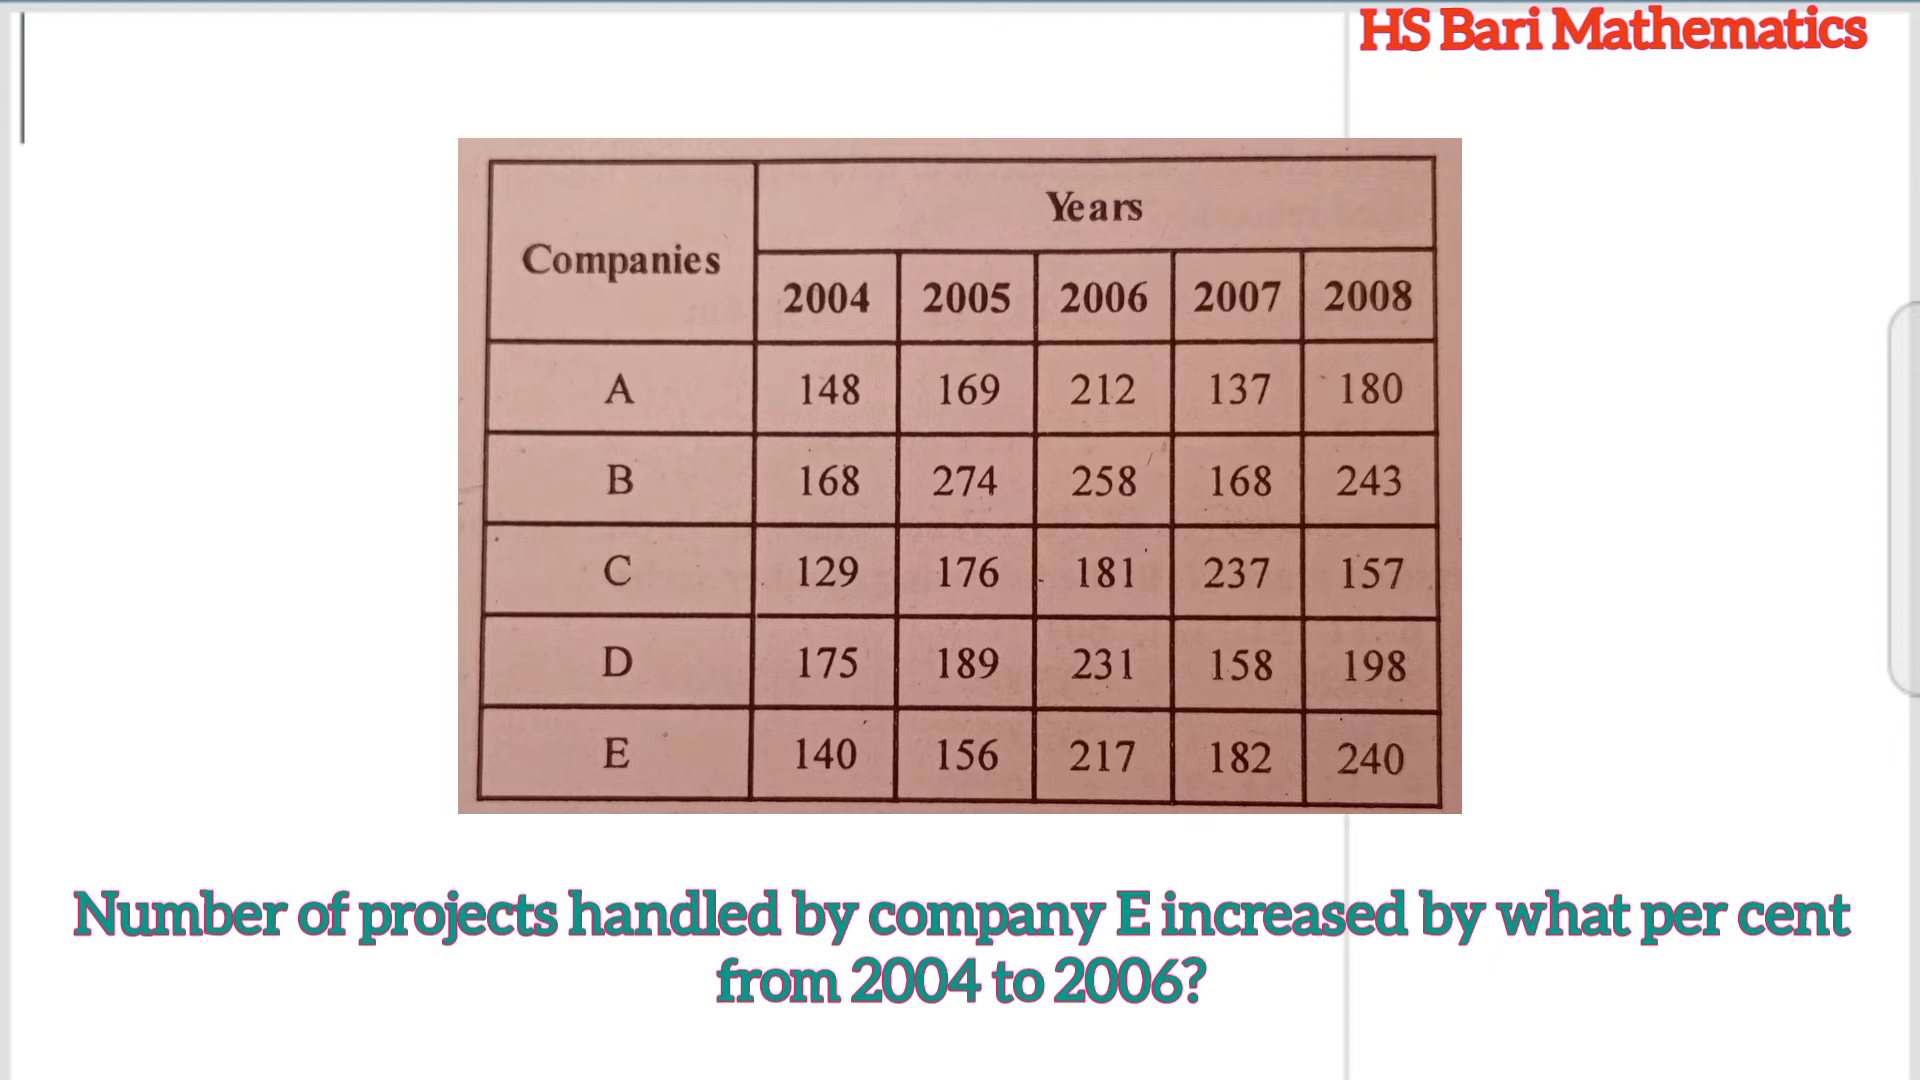 HS Bari Mathematics
Companies Years
2004 2005 2006 2007 2008
A 148 169 212 137 180
B 168 274 258 168 243
C 129 176 181 237 157
D 175 189 231 158 198
E 140 156 217 182 240
Number of projects handled by company E increased by what per cent
from 2004 to 2006?